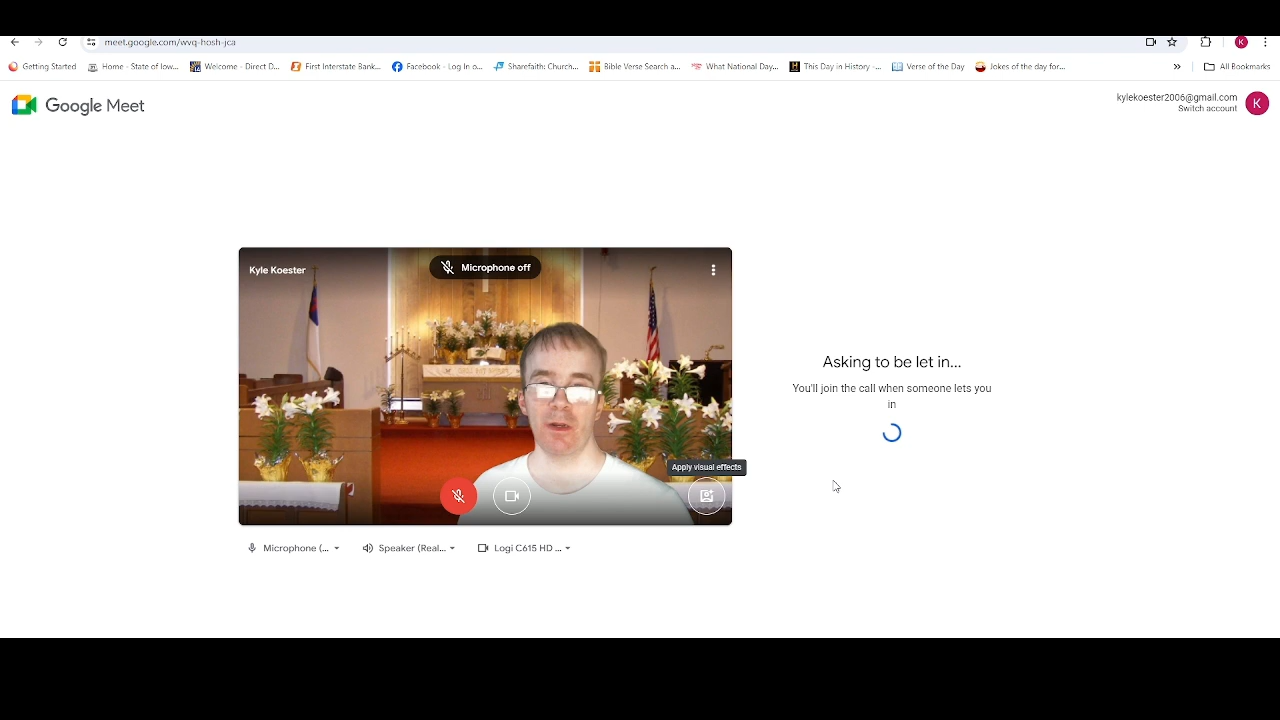 meet.google.com/wvq-hosh-jca
K
Getting Started
Home - State of Iow...
Welcome - Direct D...
First Interstate Bank...
Facebook - Log In o...
Sharefaith: Church...
Bible Verse Search a...
What National Day...
This Day in History -...
Verse of the Day
Jokes of the day for...
»
All Bookmarks
Google Meet
kylekoester2006@gmail.com
Switch account
K
Kyle Koester
Microphone off
Asking to be let in...
You'll join the call when someone lets you
in
Apply visual effects
Microphone (...
Speaker (Real...
Logi C615 HD ...